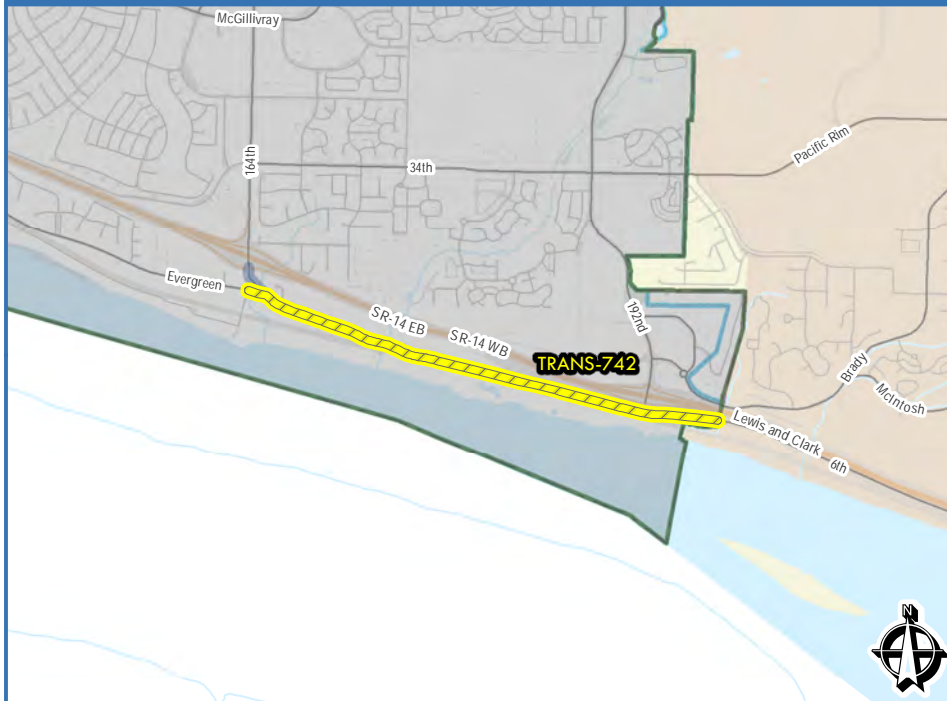 McGillivray
164th
34th
Pacific Rim
Evergreen
SR-14 EB
SR-14 WB
192nd
TRANS-742
Brady
McIntosh
Lewis and Clark
6th
N